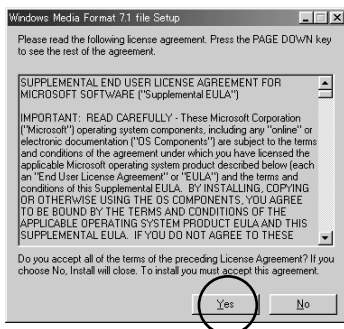 Windows Media Format 7.1 file Setup
Please read the following license agreement. Press the PAGE DOWN key
to see the rest of the agreement.
SUPPLEMENTAL END USER LICENSE AGREEMENT FOR
MICROSOFT SOFTWARE ("Supplemental EULA")
IMPORTANT: READ CAREFULLY - These Microsoft Corporation
("Microsoft") operating system components, including any "online" or
electronic documentation ("OS Components") are subject to the terms
and conditions of the agreement under which you have licensed the
applicable Microsoft operating system product described below (each
an "End User License Agreement" or "EULA") and the terms and
conditions of this Supplemental EULA. BY INSTALLING, COPYING
OR OTHERWISE USING THE OS COMPONENTS, YOU AGREE
TO BE BOUND BY THE TERMS AND CONDITIONS OF THE
APPLICABLE OPERATING SYSTEM PRODUCT EULA AND THIS
SUPPLEMENTAL EULA. IF YOU DO NOT AGREE TO THESE
Do you accept all of the terms of the preceding License Agreement? If you
choose No, Install will close. To install you must accept this agreement.
Yes
No